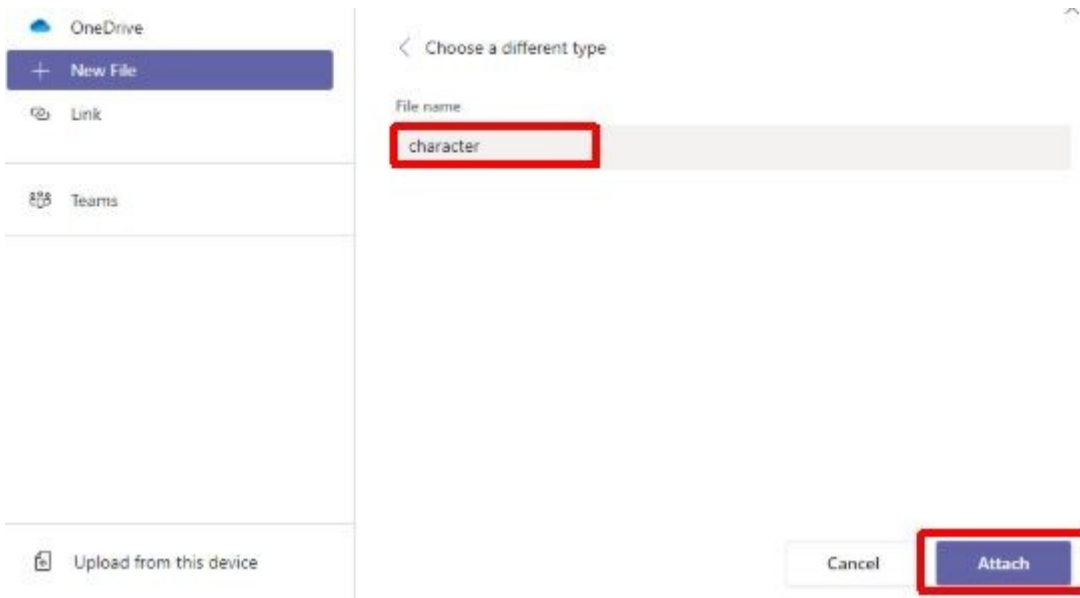 OneDrive
New File
Link
Teams
Upload from this device
Choose a different type
File name
character
Cancel
Attach